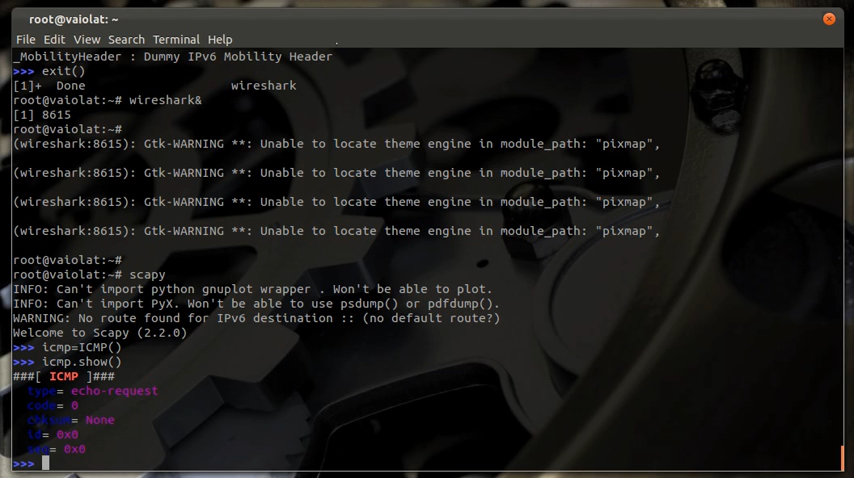 root@vaiolat: ~
File Edit View Search Terminal Help
_MobilityHeader : Dummy IPv6 Mobility Header
>>> exit()
[1]+  Done                    wireshark
root@vaiolat:~# wireshark&
[1] 8615
root@vaiolat:~#
(wireshark:8615): Gtk-WARNING **: Unable to locate theme engine in module_path: "pixmap",
(wireshark:8615): Gtk-WARNING **: Unable to locate theme engine in module_path: "pixmap",
(wireshark:8615): Gtk-WARNING **: Unable to locate theme engine in module_path: "pixmap",
(wireshark:8615): Gtk-WARNING **: Unable to locate theme engine in module_path: "pixmap",
root@vaiolat:~#
root@vaiolat:~# scapy
INFO: Can't import python gnuplot wrapper . Won't be able to plot.
INFO: Can't import PyX. Won't be able to use psdump() or pdfdump().
WARNING: No route found for IPv6 destination :: (no default route?)
Welcome to Scapy (2.2.0)
>>> icmp=ICMP()
>>> icmp.show()
###[ ICMP ]###
  type= echo-request
  code= 0
  chksum= None
  id= 0x0
  seq= 0x0
>>>